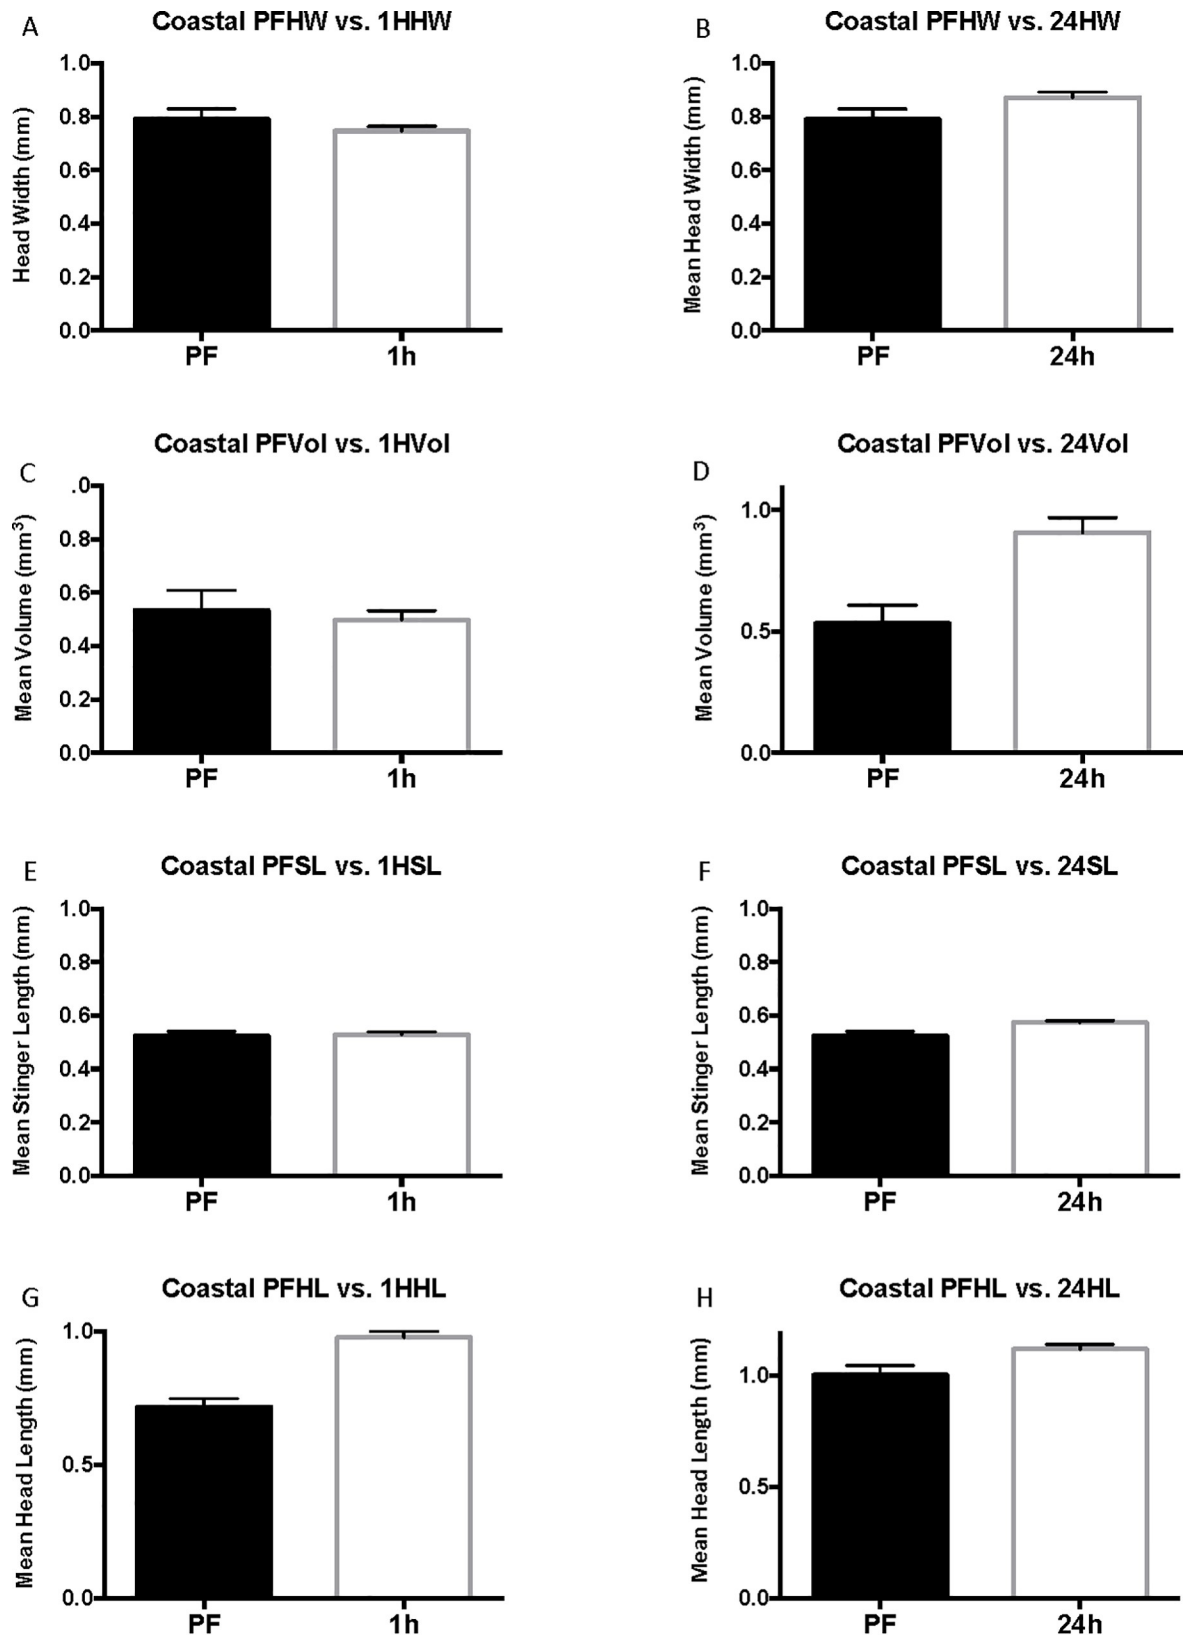 A
Coastal PFHW vs. 1HHW
Head Width (mm)
1.0
0.8
0.6
0.4
0.2
0.0
PF
1h
B
Coastal PFHW vs. 24HW
Mean Head Width (mm)
1.0
0.8
0.6
0.4
0.2
0.0
PF
24h
C
Coastal PFVol vs. 1HVol
Mean Volume (mm³)
.0
0.8
0.6
0.4
0.2
0.0
PF
1h
D
Coastal PFVol vs. 24Vol
Mean Volume (mm³)
1.0
0.5
0.0
PF
24h
E
Coastal PFSL vs. 1HSL
Mean Stinger Length (mm)
1.0
0.8
0.6
0.4
0.2
0.0
PF
1h
F
Coastal PFSL vs. 24SL
Mean Stinger Length (mm)
1.0
0.8
0.6
0.4
0.2
0.0
PF
24h
G
Coastal PFHL vs. 1HHL
Mean Head Length (mm)
1.0
0.5
0.0
PF
1h
H
Coastal PFHL vs. 24HL
Mean Head Length (mm)
1.0
0.5
0.0
PF
24h